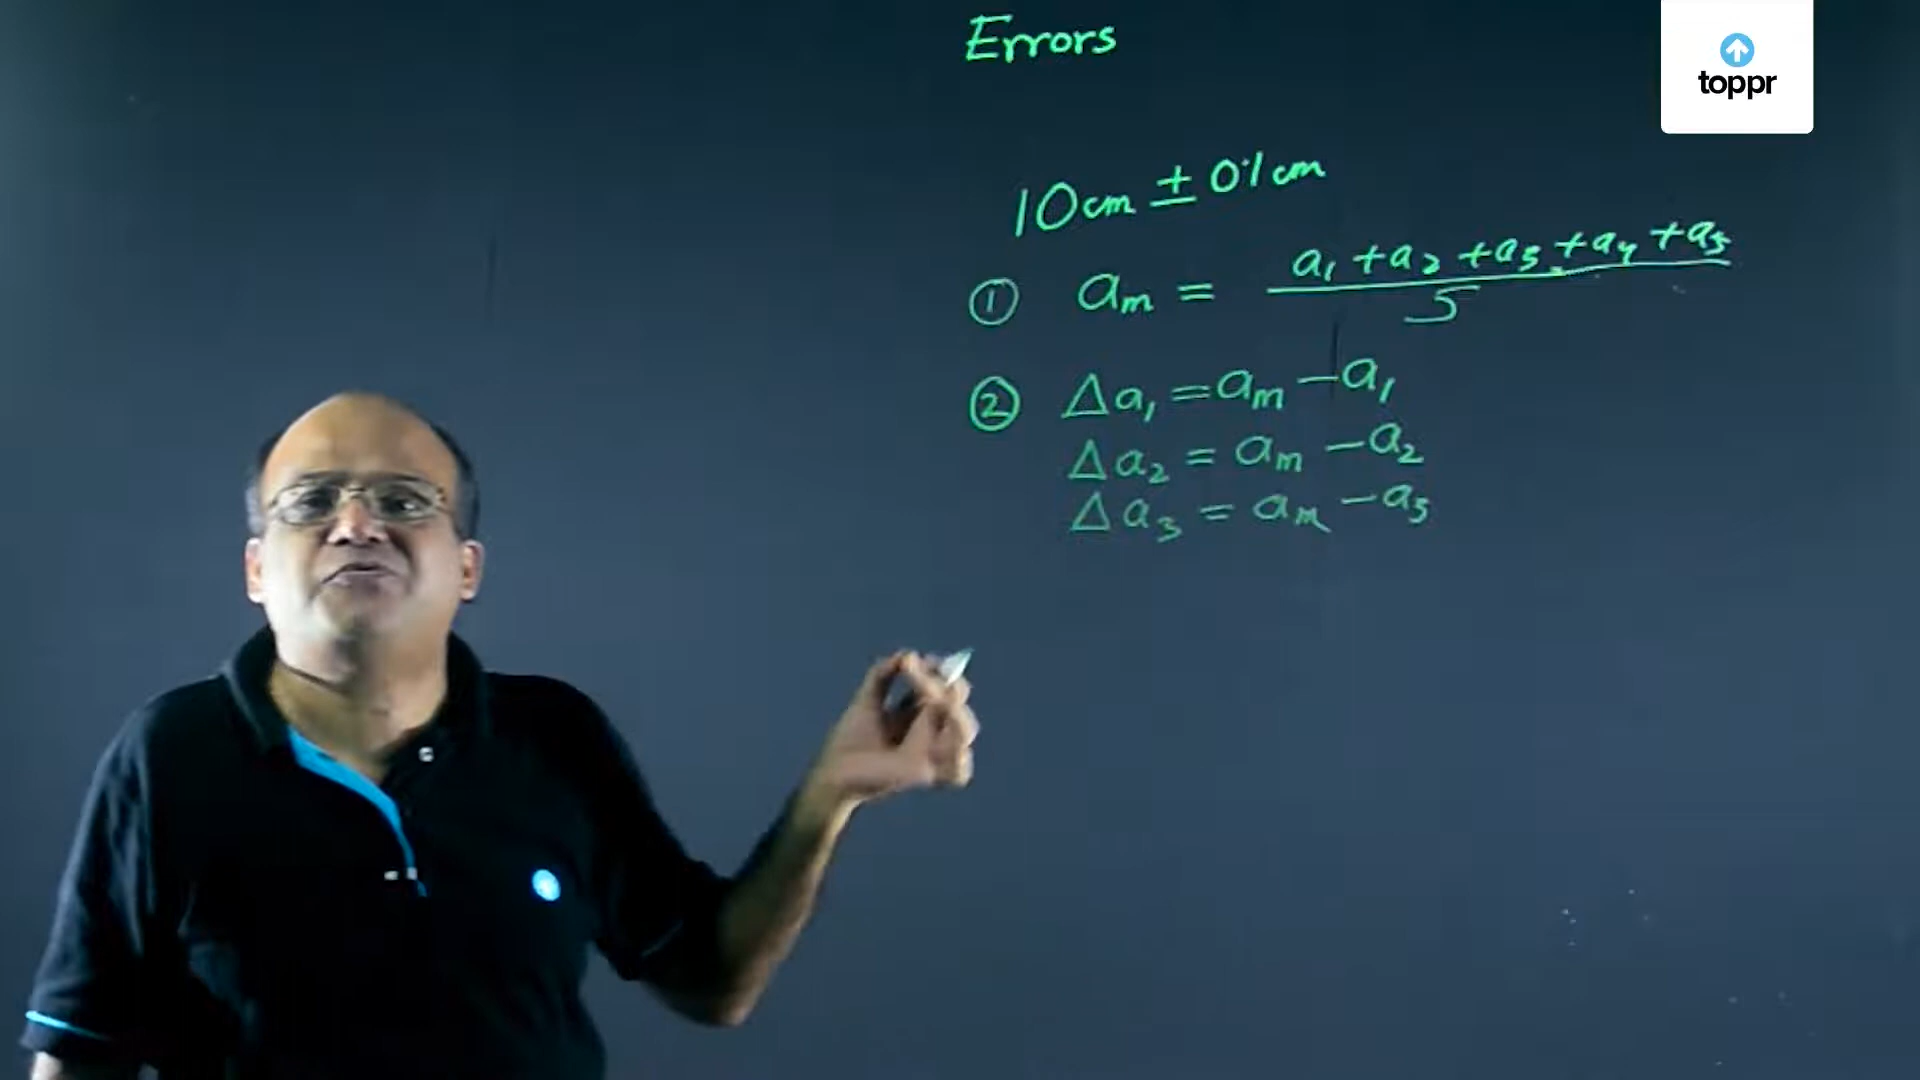 Errors
toppr
10cm ± 0.1cm
① aₘ = (a₁ + a₂ + a₃ + a₄ + a₅) / 5
② Δa₁ = aₘ - a₁
Δa₂ = aₘ - a₂
Δa₃ = aₘ - a₃